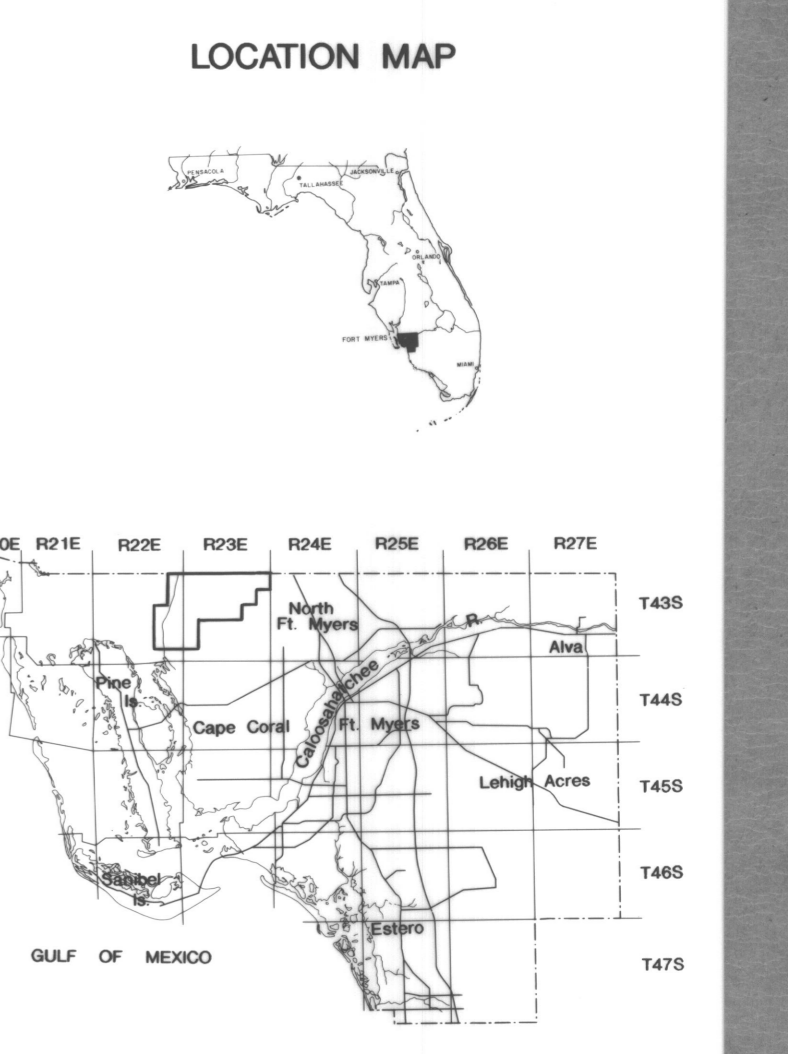 LOCATION MAP
PENSACOLA
TALLAHASSEE
JACKSONVILLE
ORLANDO
TAMPA
FORT MYERS
MIAMI
0E R21E R22E R23E R24E R25E R26E R27E
T43S
North
Ft. Myers
R.
Alva
Pine
Is.
T44S
Cape Coral
Caloosahatchee
Ft. Myers
Lehigh Acres
T45S
Sanibel
Is.
T46S
Estero
GULF OF MEXICO
T47S